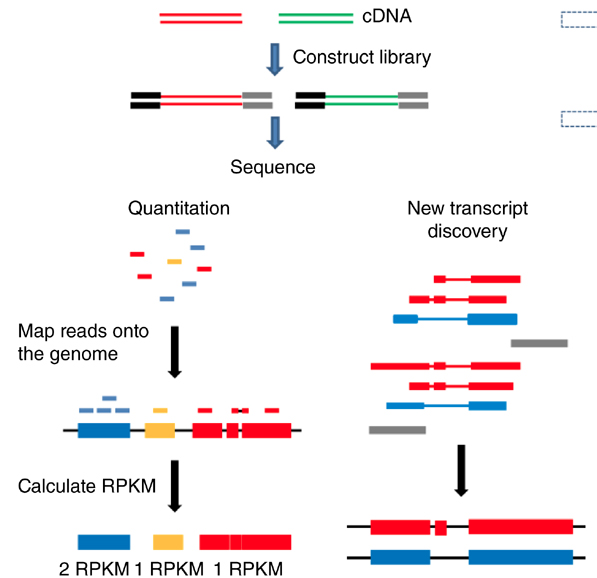 cDNA
Construct library
Sequence
Quantitation
New transcript
discovery
Map reads onto
the genome
Calculate RPKM
2 RPKM 1 RPKM 1 RPKM